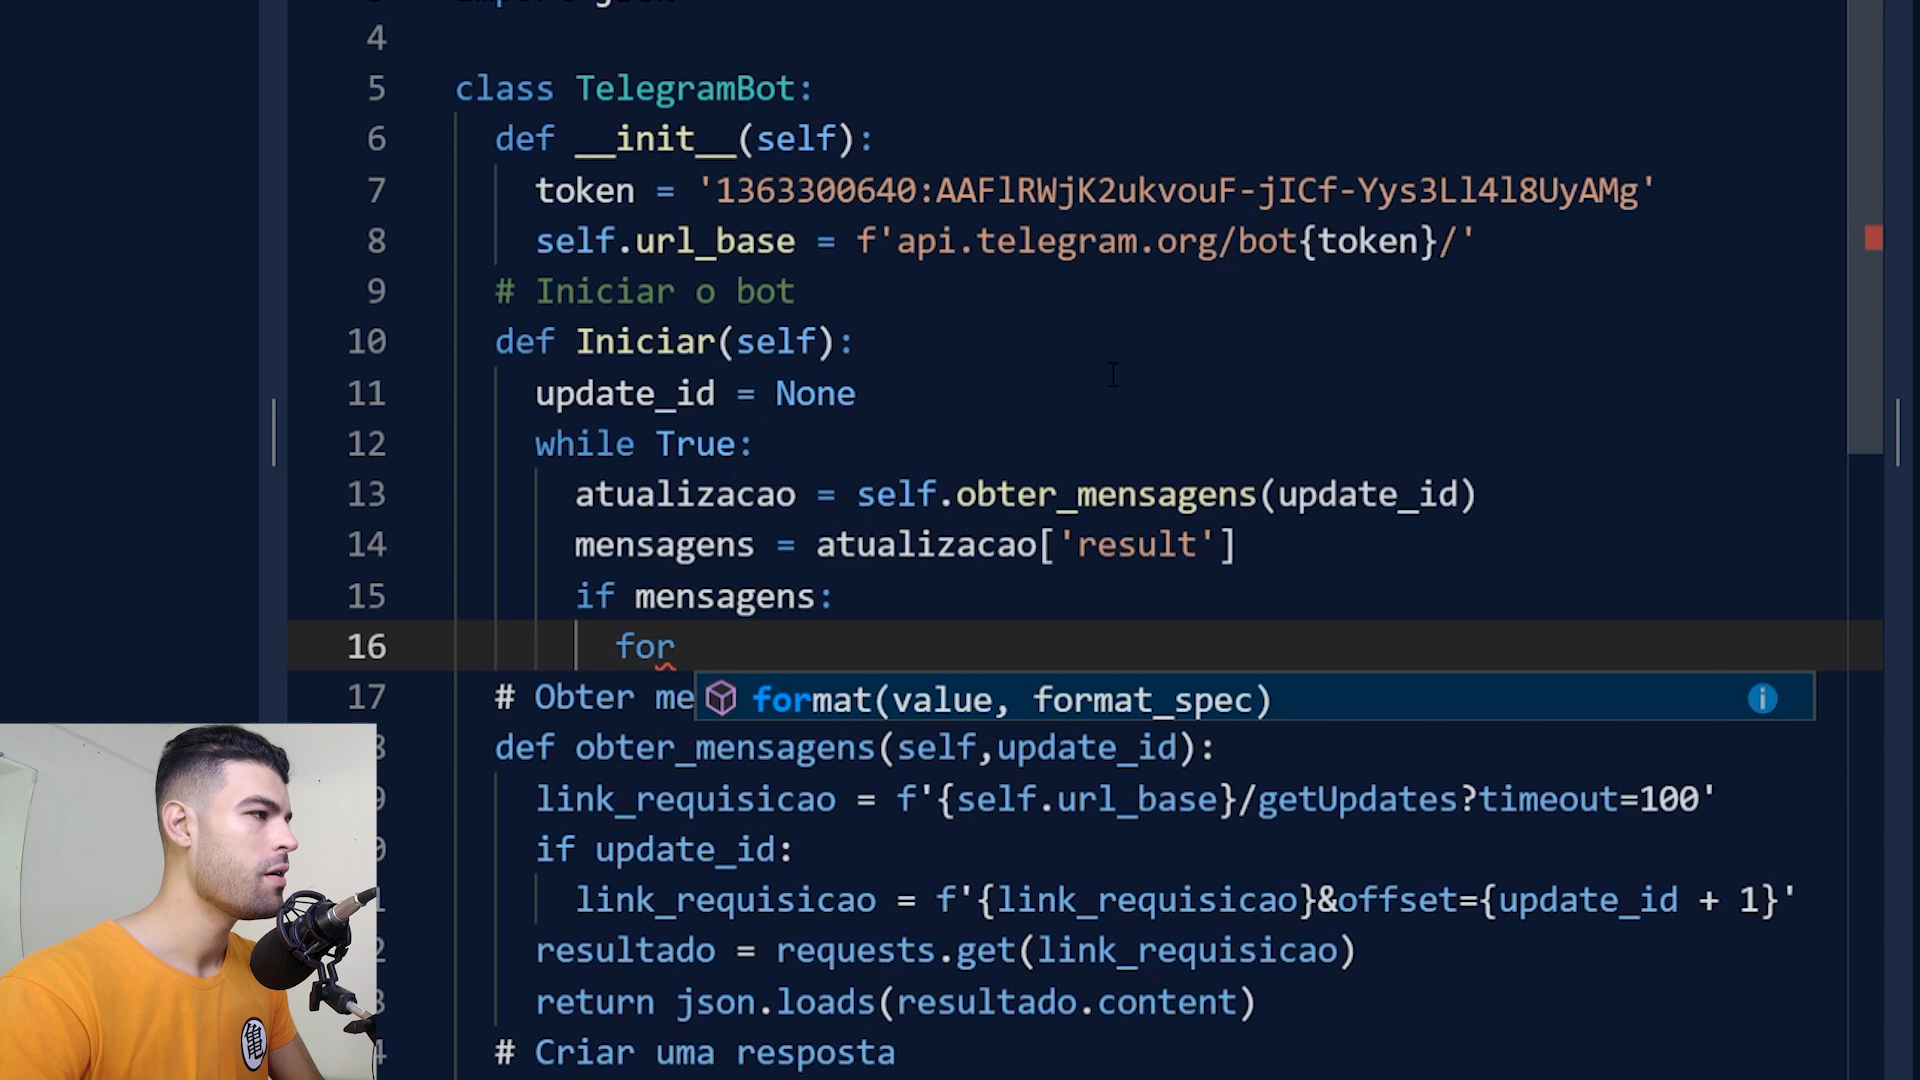 4
5 class TelegramBot:
6 def __init__(self):
7 token = '1363300640:AAFlRWjK2ukvouF-jICf-Yys3Ll4l8UyAMg'
8 self.url_base = f'api.telegram.org/bot{token}/'
9 # Iniciar o bot
10 def Iniciar(self):
11 update_id = None
12 while True:
13 atualizacao = self.obter_mensagens(update_id)
14 mensagens = atualizacao['result']
15 if mensagens:
16 for
17 # Obter me
format(value, format_spec)
def obter_mensagens(self,update_id):
link_requisicao = f'{self.url_base}/getUpdates?timeout=100'
if update_id:
link_requisicao = f'{link_requisicao}&offset={update_id + 1}'
resultado = requests.get(link_requisicao)
return json.loads(resultado.content)
# Criar uma resposta
亀